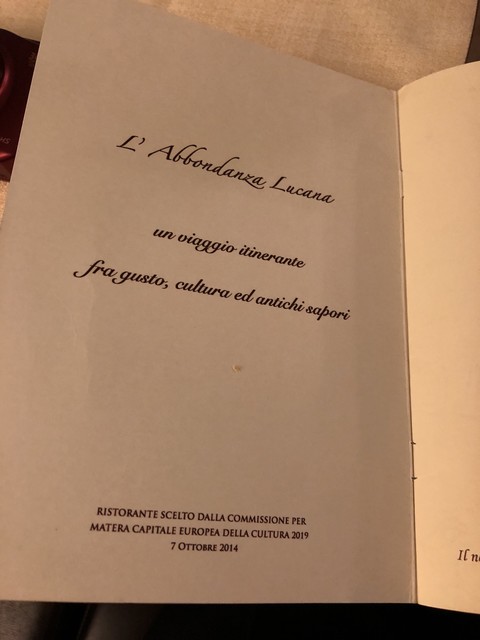 L' Abbondanza Lucana
un viaggio itinerante
fra gusto, cultura ed antichi sapori
RISTORANTE SCELTO DALLA COMMISSIONE PER
MATERA CAPITALE EUROPEA DELLA CULTURA 2019
7 OTTOBRE 2014
Il